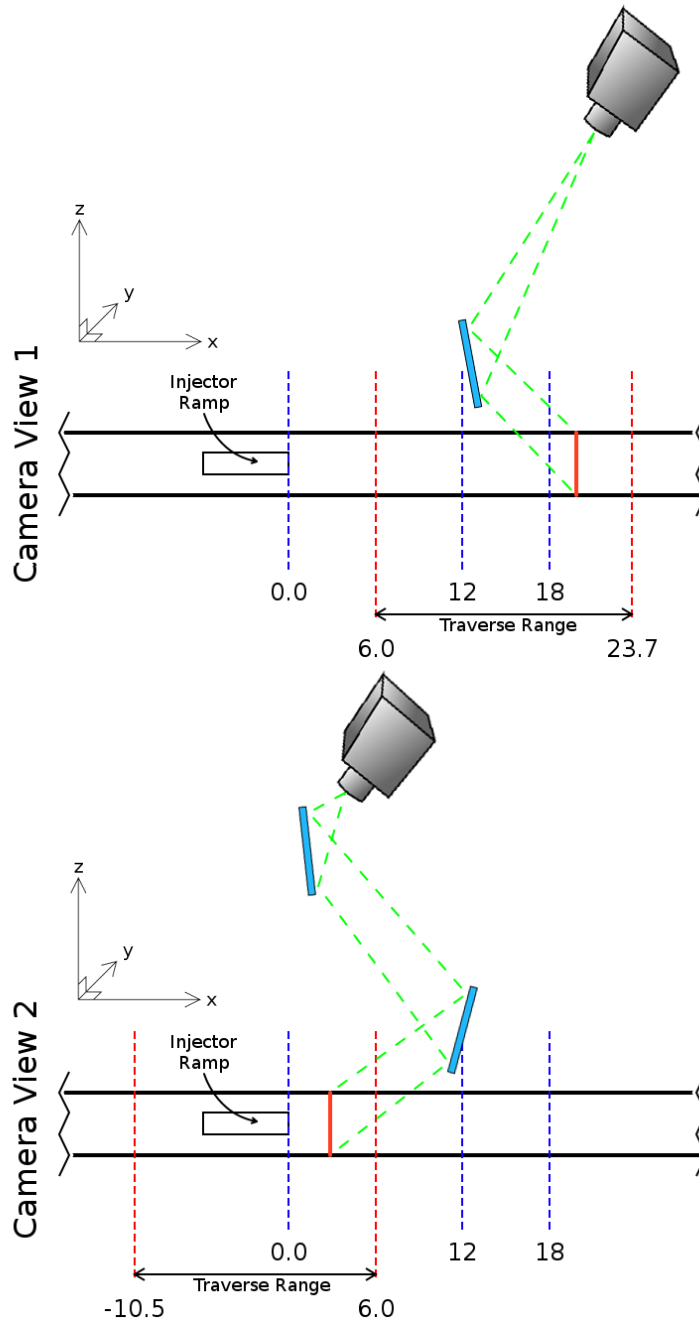 z
y
x
Camera View 1
Injector
Ramp
0.0
12
18
Traverse Range
6.0
23.7
z
y
x
Camera View 2
Injector
Ramp
0.0
12
18
Traverse Range
-10.5
6.0